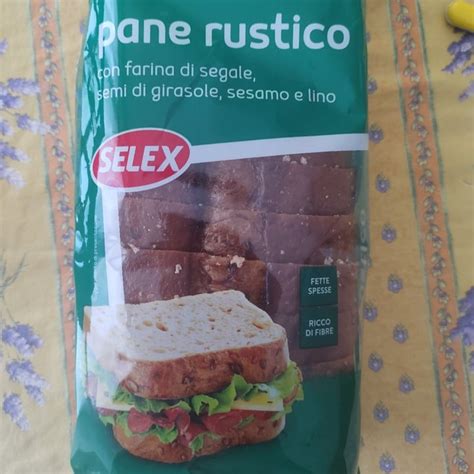 pane rustico
con farina di segale,
semi di girasole, sesamo e lino
SELEX
FETTE
SPESSE
RICCO
DI FIBRE